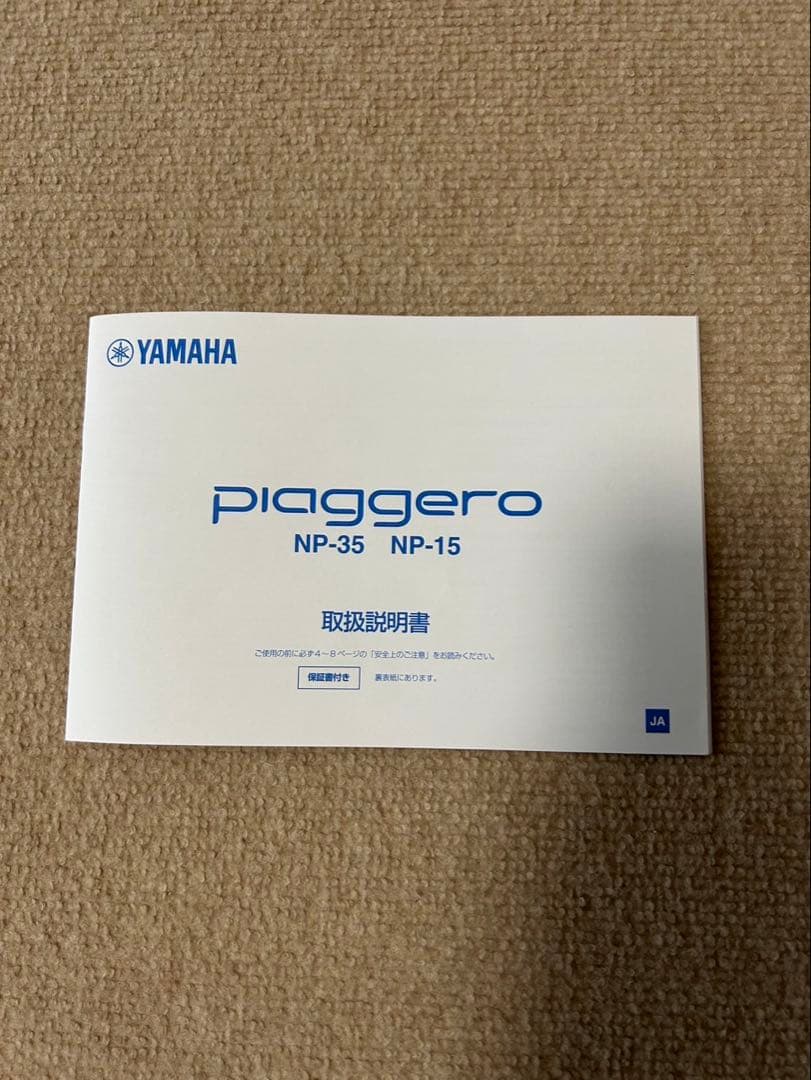 YAMAHA
piaggero
NP-35 NP-15
取扱説明書
ご使用の前に必ず4～8ページの「安全上のご注意」をお読みください。
保証書付き 裏表紙にあります。
JA